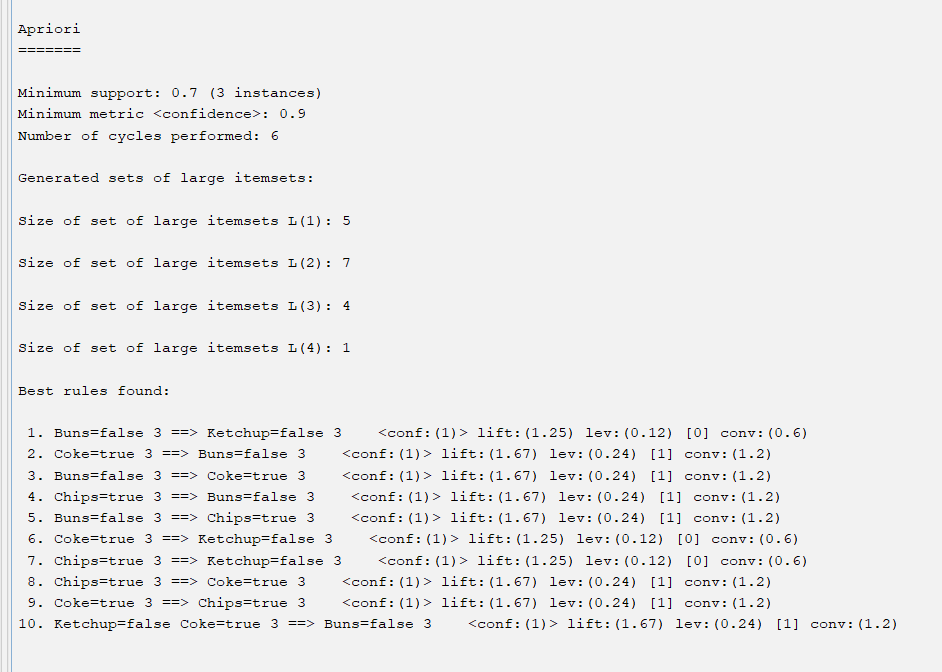 Apriori
=======
Minimum support: 0.7 (3 instances)
Minimum metric <confidence>: 0.9
Number of cycles performed: 6
Generated sets of large itemsets:
Size of set of large itemsets L(1): 5
Size of set of large itemsets L(2): 7
Size of set of large itemsets L(3): 4
Size of set of large itemsets L(4): 1
Best rules found:
1. Buns=false 3 ==> Ketchup=false 3    <conf:(1)> lift:(1.25) lev:(0.12) [0] conv:(0.6)
2. Coke=true 3 ==> Buns=false 3    <conf:(1)> lift:(1.67) lev:(0.24) [1] conv:(1.2)
3. Buns=false 3 ==> Coke=true 3    <conf:(1)> lift:(1.67) lev:(0.24) [1] conv:(1.2)
4. Chips=true 3 ==> Buns=false 3    <conf:(1)> lift:(1.67) lev:(0.24) [1] conv:(1.2)
5. Buns=false 3 ==> Chips=true 3    <conf:(1)> lift:(1.67) lev:(0.24) [1] conv:(1.2)
6. Coke=true 3 ==> Ketchup=false 3    <conf:(1)> lift:(1.25) lev:(0.12) [0] conv:(0.6)
7. Chips=true 3 ==> Ketchup=false 3    <conf:(1)> lift:(1.25) lev:(0.12) [0] conv:(0.6)
8. Chips=true 3 ==> Coke=true 3    <conf:(1)> lift:(1.67) lev:(0.24) [1] conv:(1.2)
9. Coke=true 3 ==> Chips=true 3    <conf:(1)> lift:(1.67) lev:(0.24) [1] conv:(1.2)
10. Ketchup=false Coke=true 3 ==> Buns=false 3    <conf:(1)> lift:(1.67) lev:(0.24) [1] conv:(1.2)